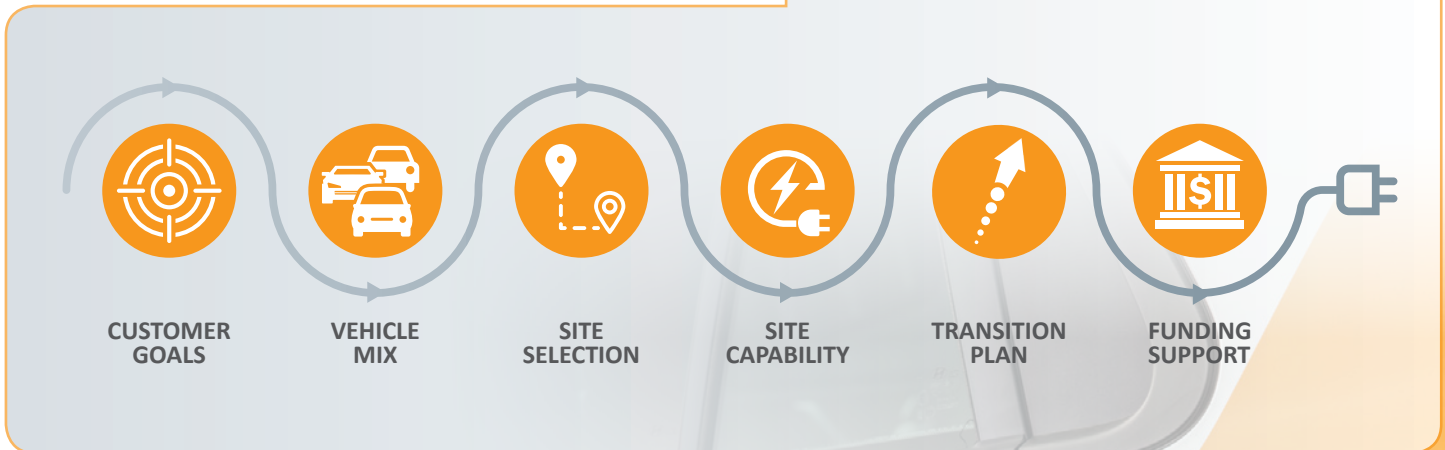 CUSTOMER
GOALS
VEHICLE
MIX
SITE
SELECTION
SITE
CAPABILITY
TRANSITION
PLAN
FUNDING
SUPPORT
$